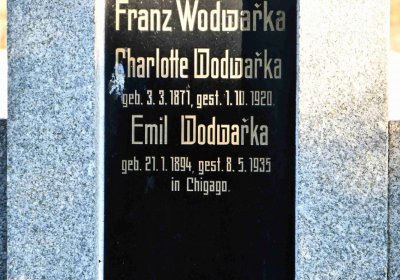 Franz Wodwařka
Charlotte Wodwařka
geb. 3. 3. 1871, gest. 1. 10. 1920.
Emil Wodwařka
geb. 21. 1. 1894, gest. 8. 5. 1935
in Chigago.